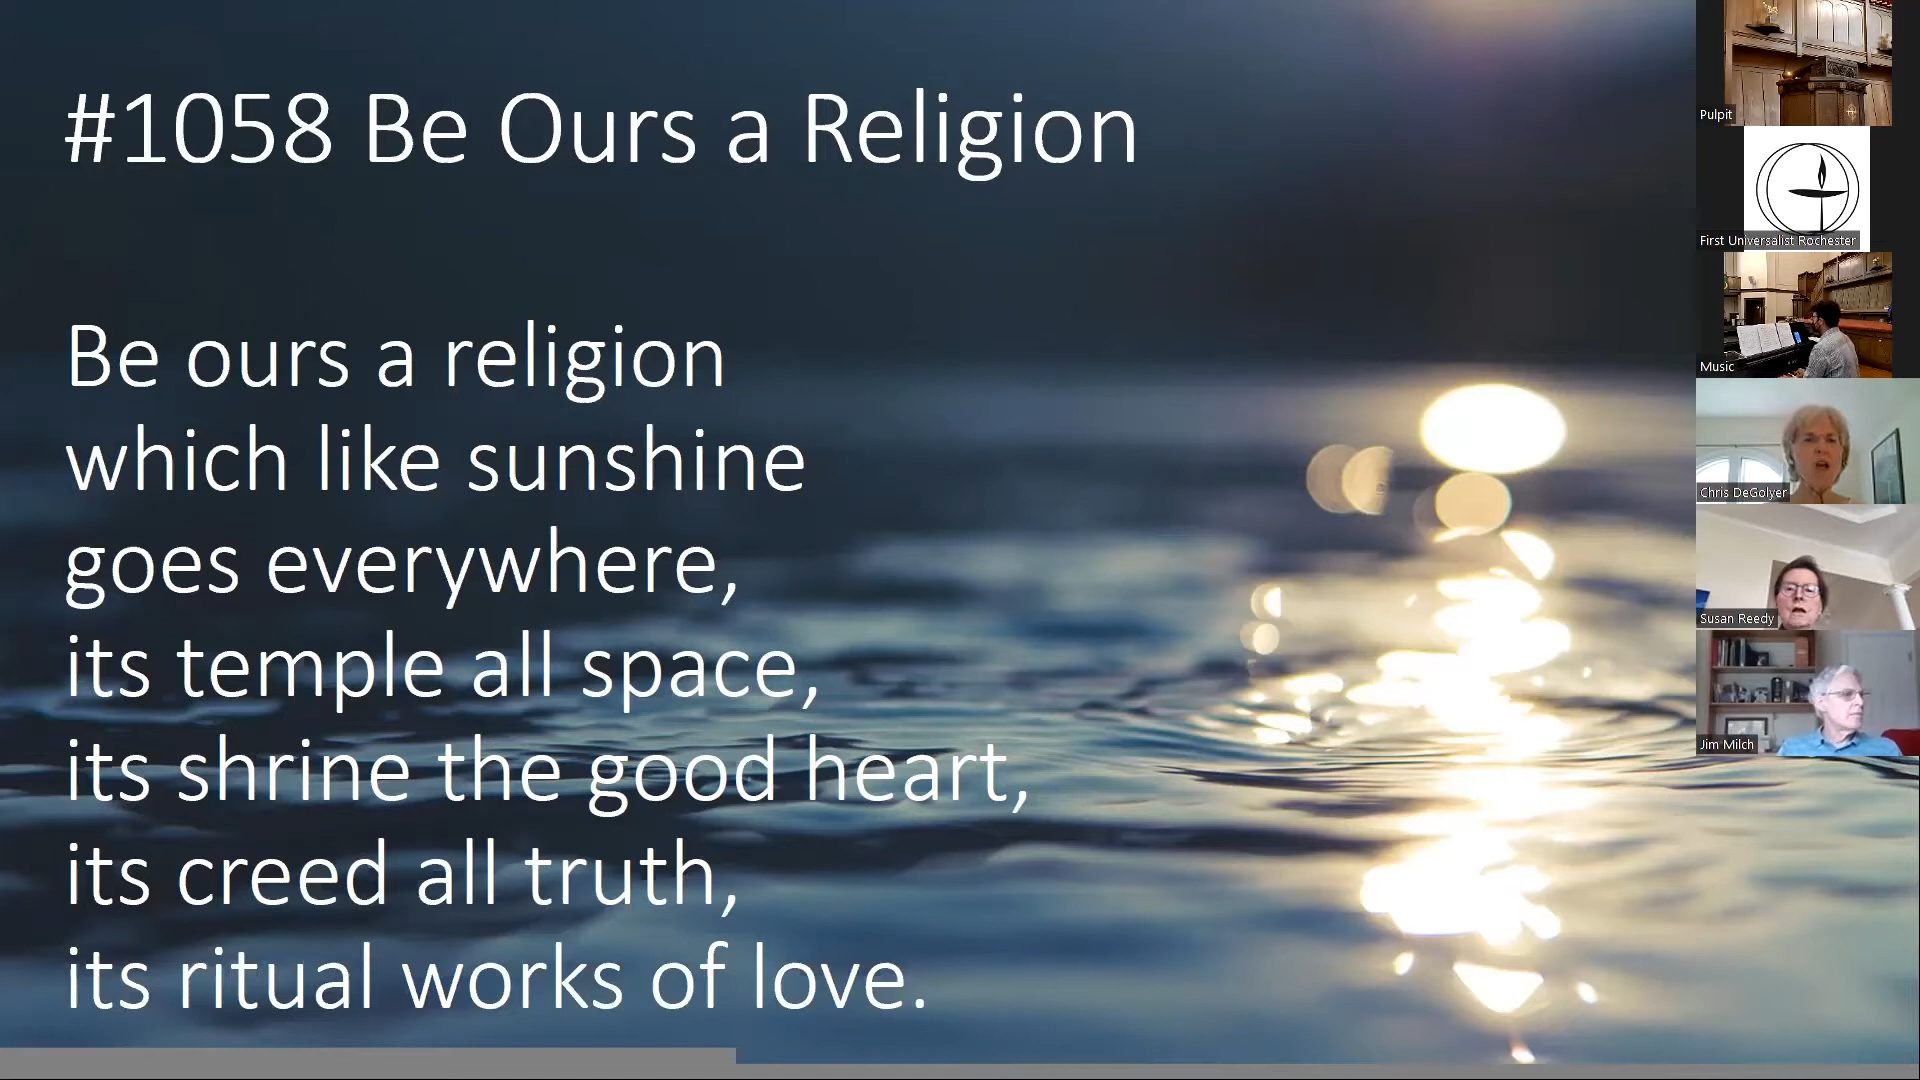 #1058 Be Ours a Religion
Be ours a religion
which like sunshine
goes everywhere,
its temple all space,
its shrine the good heart,
its creed all truth,
its ritual works of love.
Pulpit
First Universalist Rochester
Music
Chris DeGolyer
Susan Reedy
Jim Milch